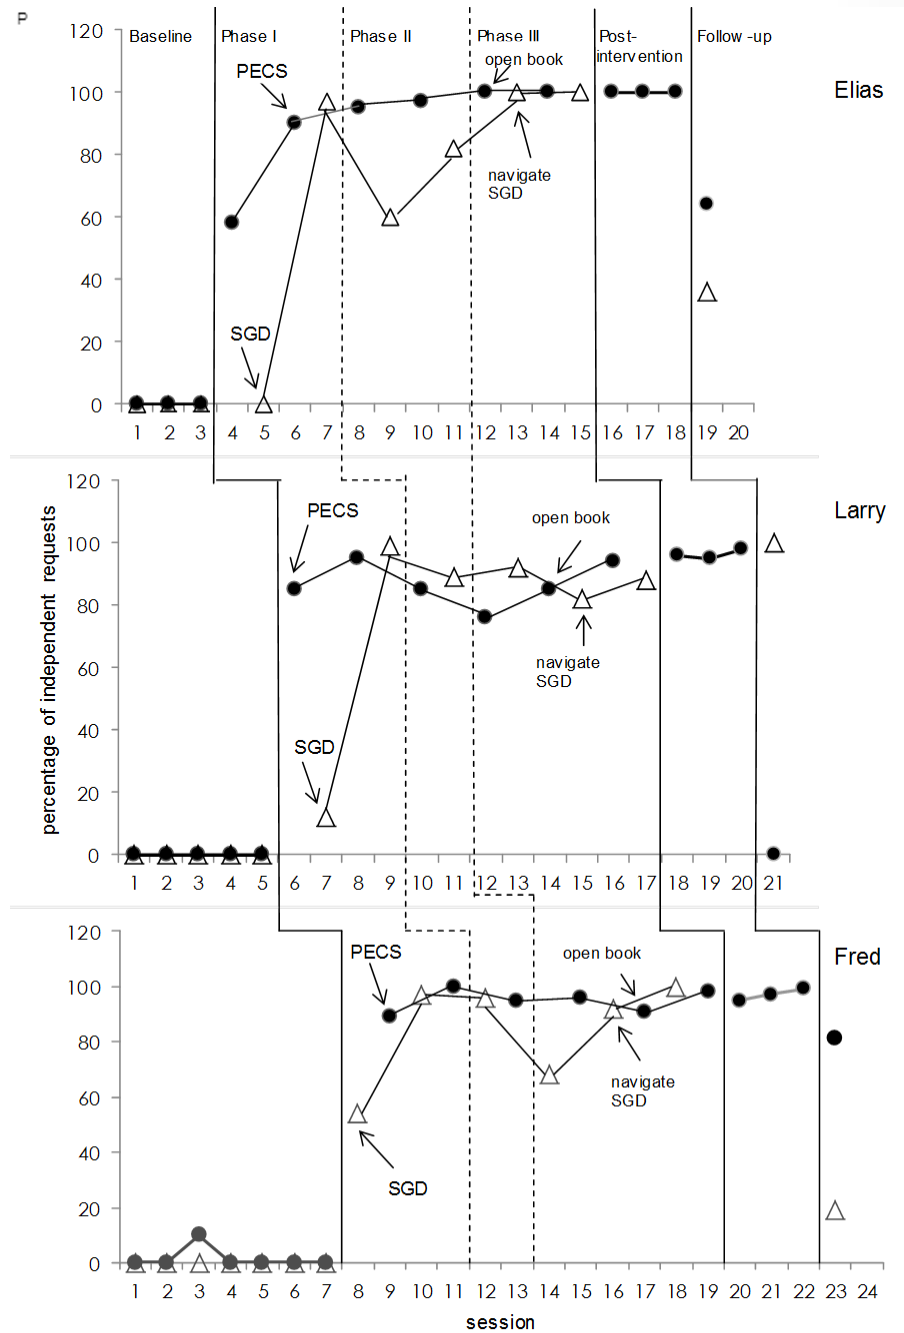 P
120 Baseline Phase I Phase II Phase III Post- Follow -up
intervention
open book
PECS
100
Elias
80
navigate
SGD
60
40
SGD
20
0
1 2 3 4 5 6 7 8 9 10 11 12 13 14 15 16 17 18 19 20
percentage of independent requests
120
PECS
open book
Larry
100
80
navigate
SGD
60
40
SGD
20
0
1 2 3 4 5 6 7 8 9 10 11 12 13 14 15 16 17 18 19 20 21
120
PECS
open book
Fred
100
80
navigate
SGD
60
40
SGD
20
0
1 2 3 4 5 6 7 8 9 10 11 12 13 14 15 16 17 18 19 20 21 22 23 24
session